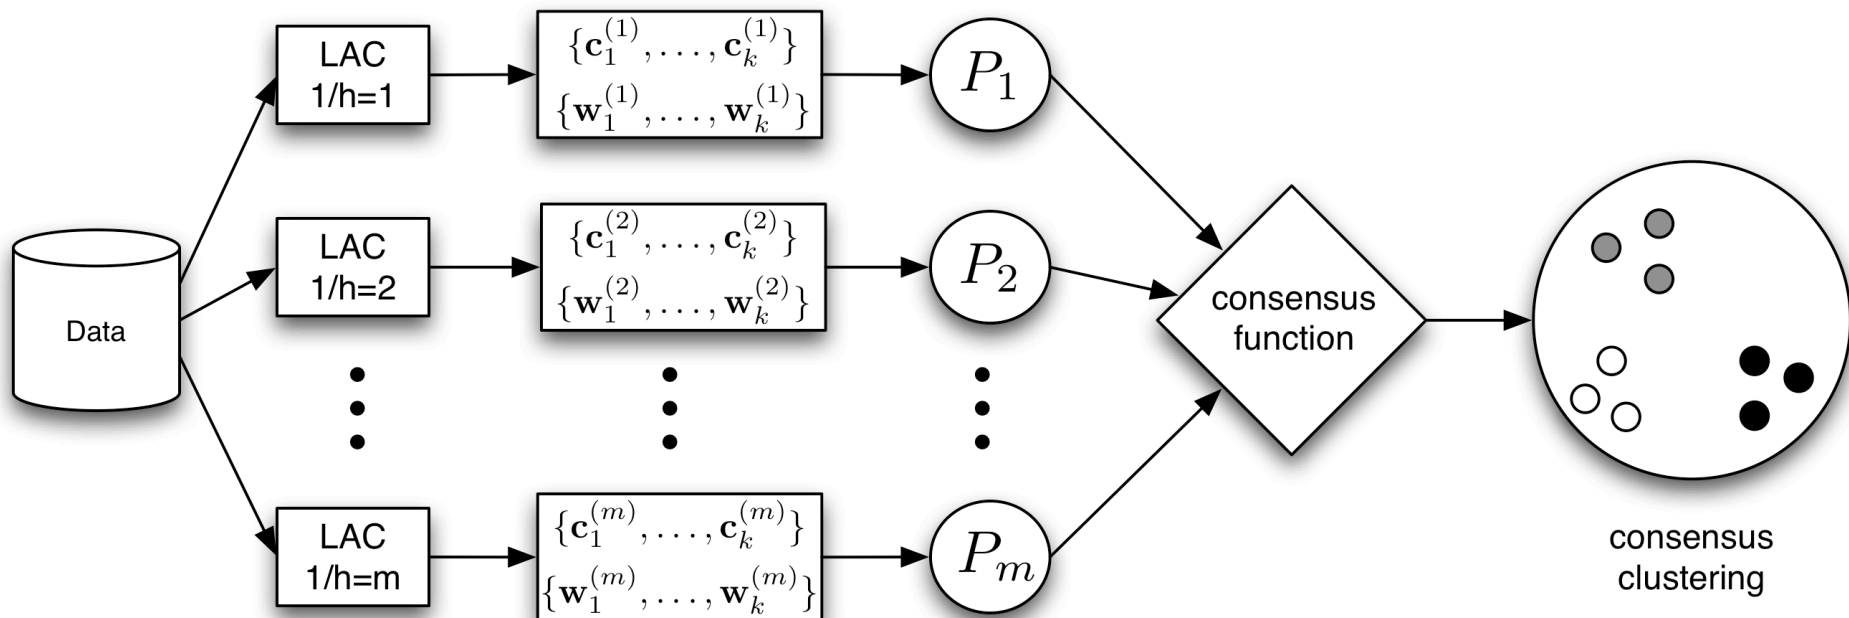 LAC
1/h=1
{c_1^{(1)}, ..., c_k^{(1)}}
{w_1^{(1)}, ..., w_k^{(1)}}
P_1
LAC
1/h=2
{c_1^{(2)}, ..., c_k^{(2)}}
{w_1^{(2)}, ..., w_k^{(2)}}
P_2
Data
consensus
function
LAC
1/h=m
{c_1^{(m)}, ..., c_k^{(m)}}
{w_1^{(m)}, ..., w_k^{(m)}}
P_m
consensus
clustering